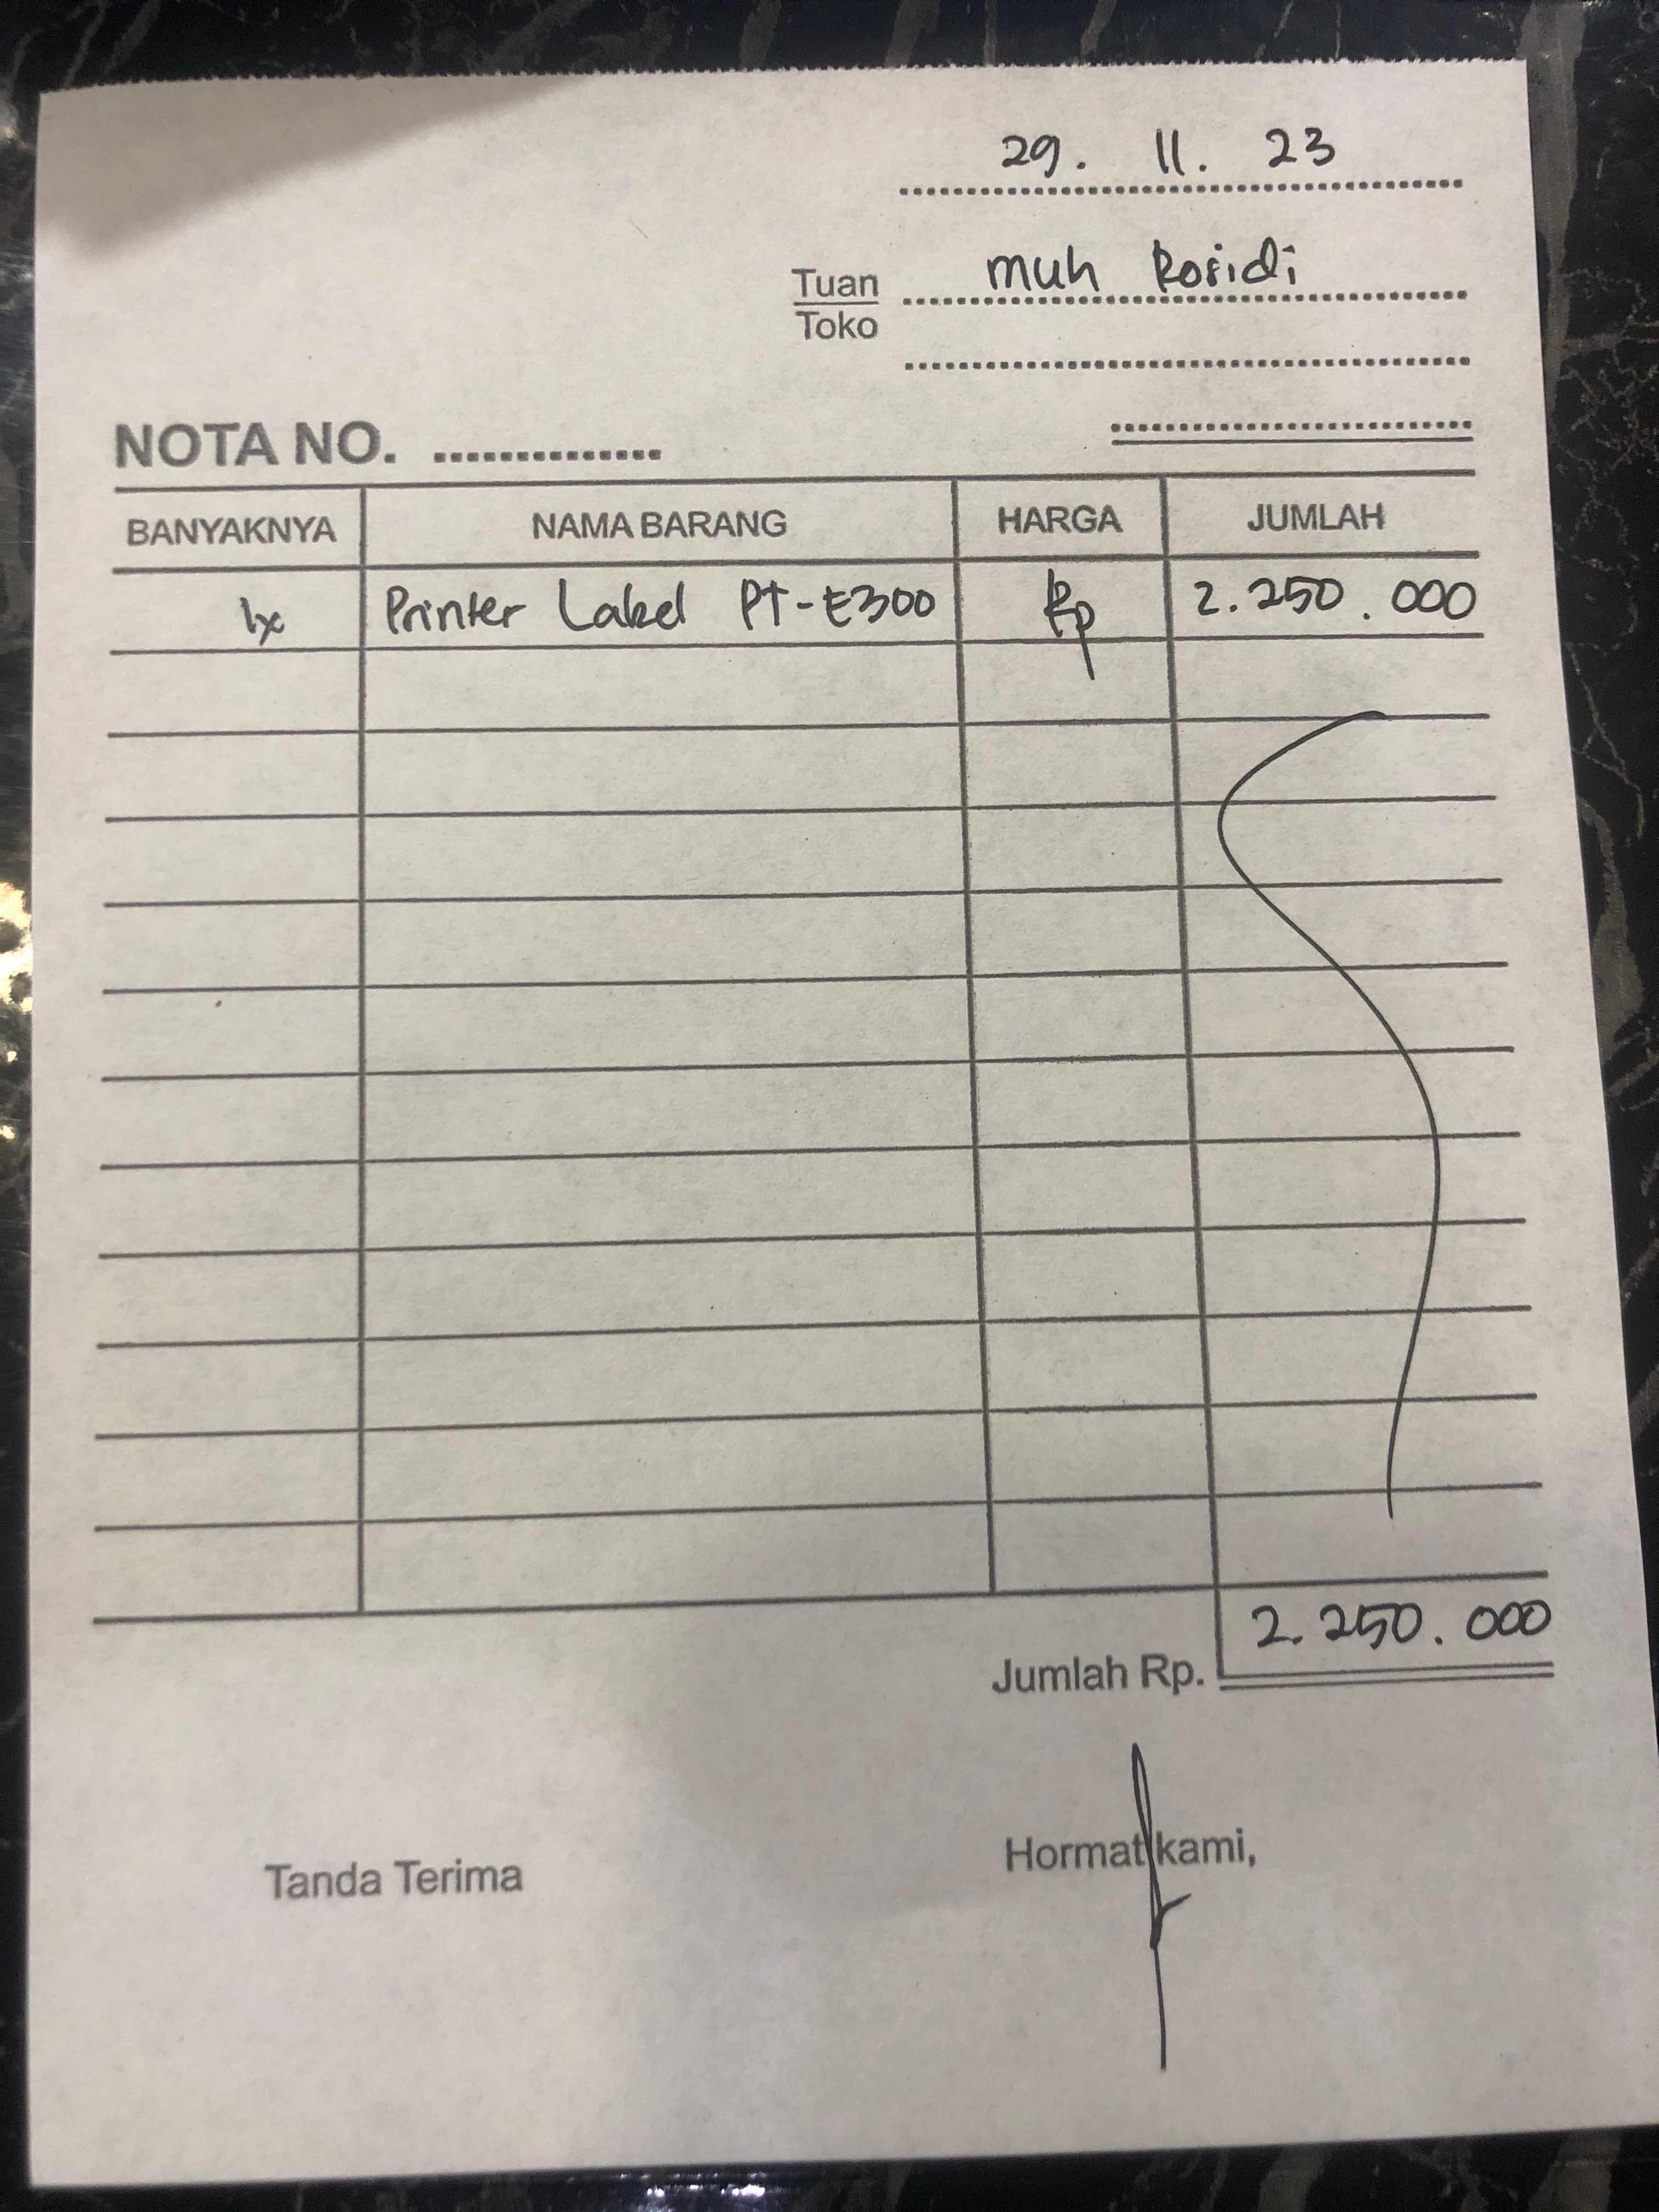 29. 11. 23
Tuan muh Rosidi
Toko
NOTA NO. ..............
BANYAKNYA NAMA BARANG HARGA JUMLAH
1x Printer Label PT-E300 Rp 2.250.000
Jumlah Rp. 2.250.000
Tanda Terima Hormat kami,